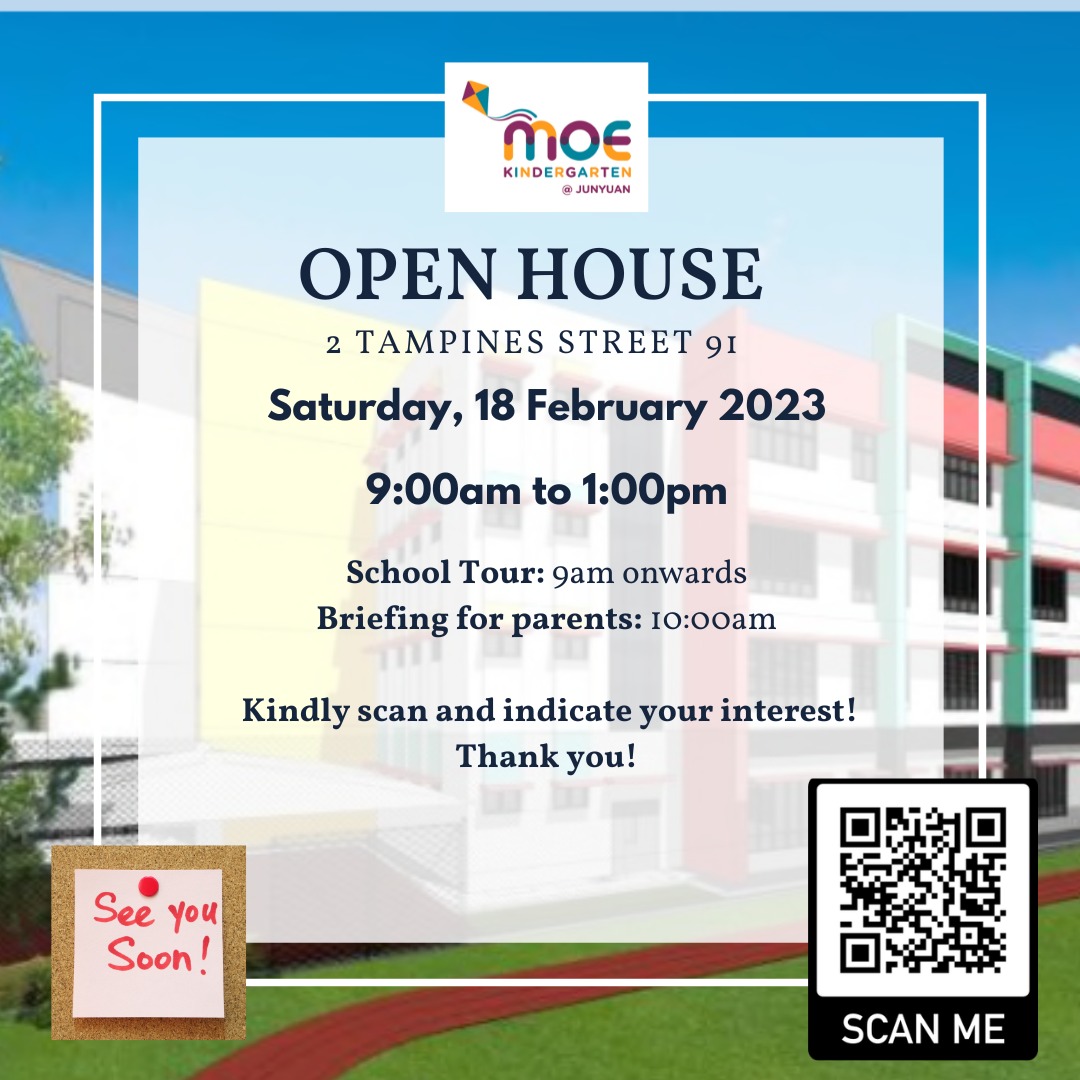 moe
KINDERGARTEN
@ JUNYUAN
OPEN HOUSE
2 TAMPINES STREET 91
Saturday, 18 February 2023
9:00am to 1:00pm
School Tour: 9am onwards
Briefing for parents: 10:00am
Kindly scan and indicate your interest!
Thank you!
See you
Soon!
SCAN ME